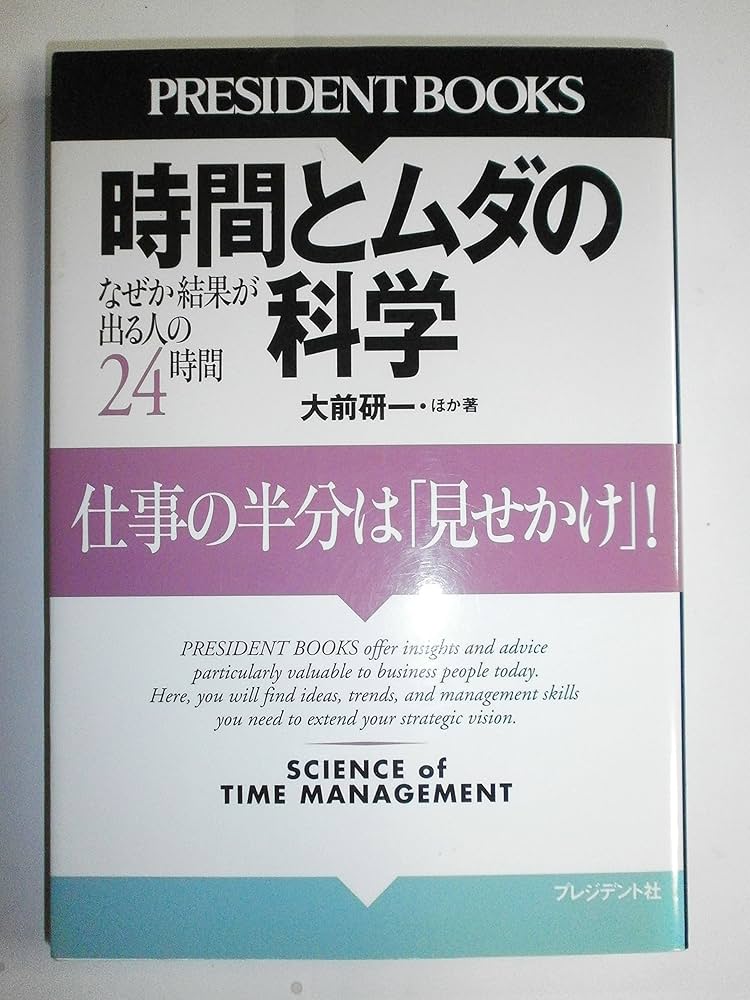 PRESIDENT BOOKS
時間とムダの
科学
なぜか結果が
出る人の
24時間
大前研一・ほか著
仕事の半分は「見せかけ」!
PRESIDENT BOOKS offer insights and advice
particularly valuable to business people today.
Here, you will find ideas, trends, and management skills
you need to extend your strategic vision.
SCIENCE of
TIME MANAGEMENT
プレジデント社